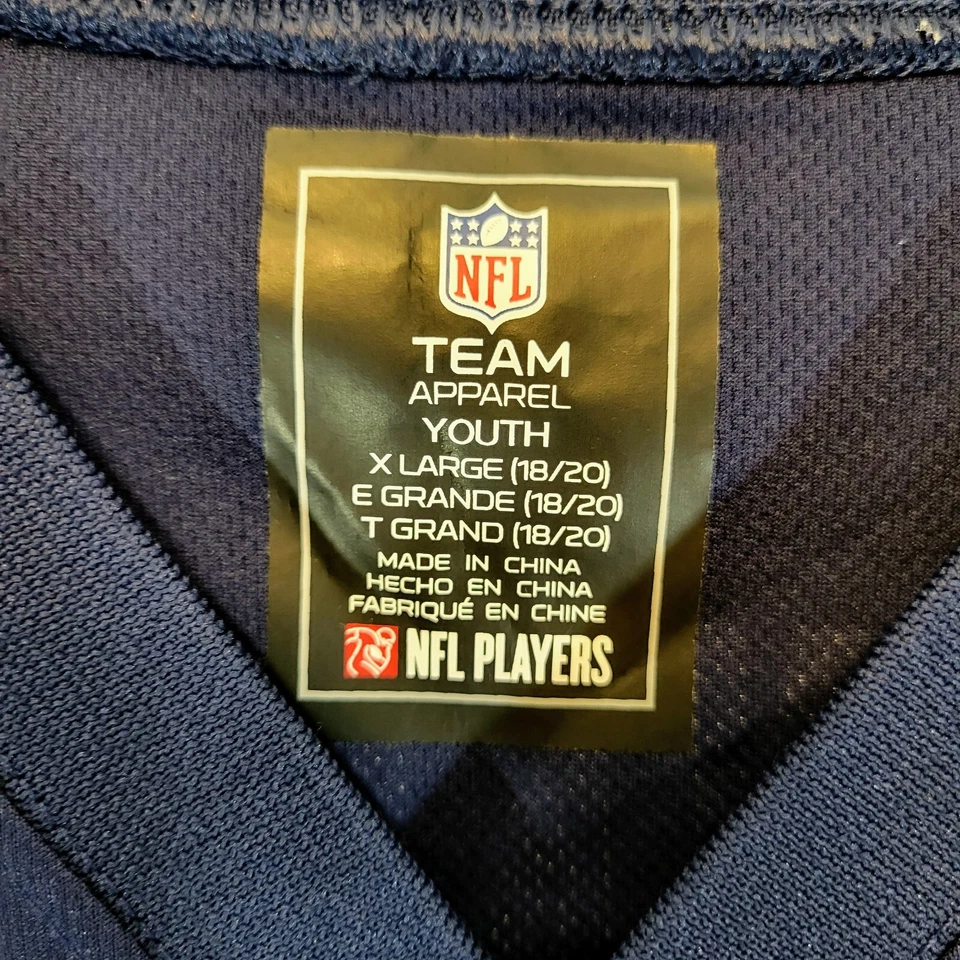 NFL
TEAM
APPAREL
YOUTH
X LARGE (18/20)
E GRANDE (18/20)
T GRAND (18/20)
MADE IN CHINA
HECHO EN CHINA
FABRIQUÉ EN CHINE
NFL PLAYERS